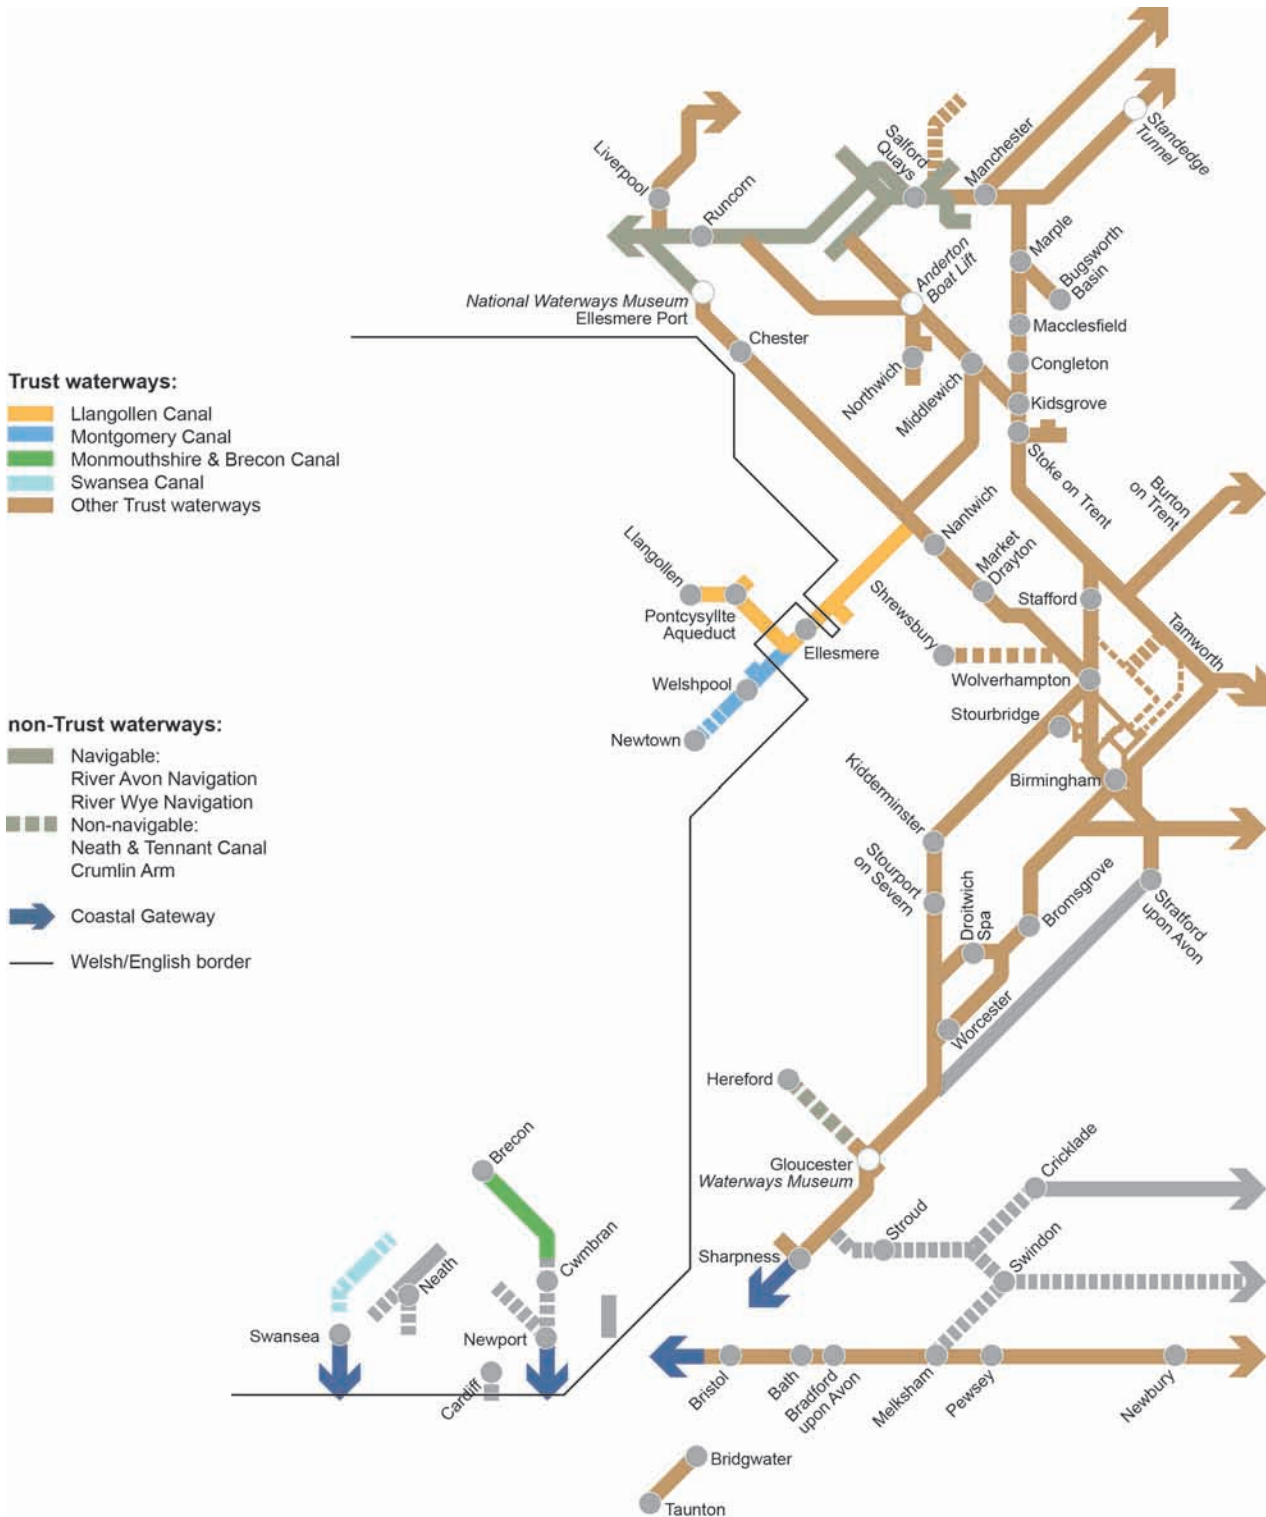 Standedge
Tunnel
Manchester
Salford
Quays
Liverpool
Runcorn
Marple
Bugsworth
Basin
Anderton
Boat Lift
National Waterways Museum
Ellesmere Port
Macclesfield
Chester
Congleton
Northwich
Middlewich
Kidsgrove
Stoke on Trent
Trust waterways:
Llangollen Canal
Montgomery Canal
Monmouthshire & Brecon Canal
Swansea Canal
Other Trust waterways
Burton
on Trent
Nantwich
Market
Drayton
Llangollen
Pontcysyllte
Aqueduct
Shrewsbury
Stafford
Tamworth
Ellesmere
Welshpool
Wolverhampton
Newtown
Stourbridge
Birmingham
non-Trust waterways:
Navigable:
River Avon Navigation
River Wye Navigation
Non-navigable:
Neath & Tennant Canal
Crumlin Arm
Coastal Gateway
Welsh/English border
Kidderminster
Stourport
on Severn
Droitwich
Spa
Bromsgrove
Stratford
upon Avon
Worcester
Hereford
Gloucester
Waterways Museum
Brecon
Cricklade
Stroud
Swindon
Sharpness
Cwmbran
Neath
Swansea
Newport
Cardiff
Bristol
Bath
Bradford
upon Avon
Melksham
Pewsey
Newbury
Bridgwater
Taunton